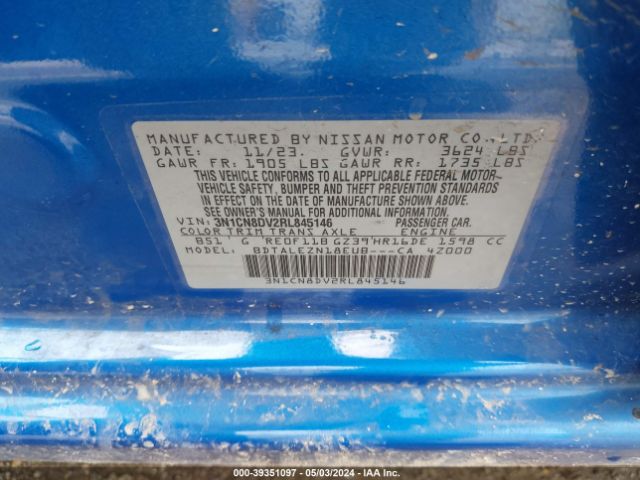 MANUFACTURED BY NISSAN MOTOR CO., LTD.
DATE: 11/23. GVWR: 3624 LBS
GAWR FR: 1905 LBS GAWR RR: 1735 LBS
THIS VEHICLE CONFORMS TO ALL APPLICABLE FEDERAL MOTOR
VEHICLE SAFETY, BUMPER AND THEFT PREVENTION STANDARDS
IN EFFECT ON THE DATE OF MANUFACTURE SHOWN ABOVE.
SEE OWNER'S MANUAL FOR ADDITIONAL INFORMATION.
VIN: 3N1CN8DV2RL845146 PASSENGER CAR.
COLOR TRIM TRANS AXLE ENGINE
B51 G RE0F11B GZ39 HR16DE 1598 CC
MODEL: BDTALEZN18EUB---CA 42000
3N1CN8DV2RL845146
000-39351097 - 05/03/2024 - IAA Inc.